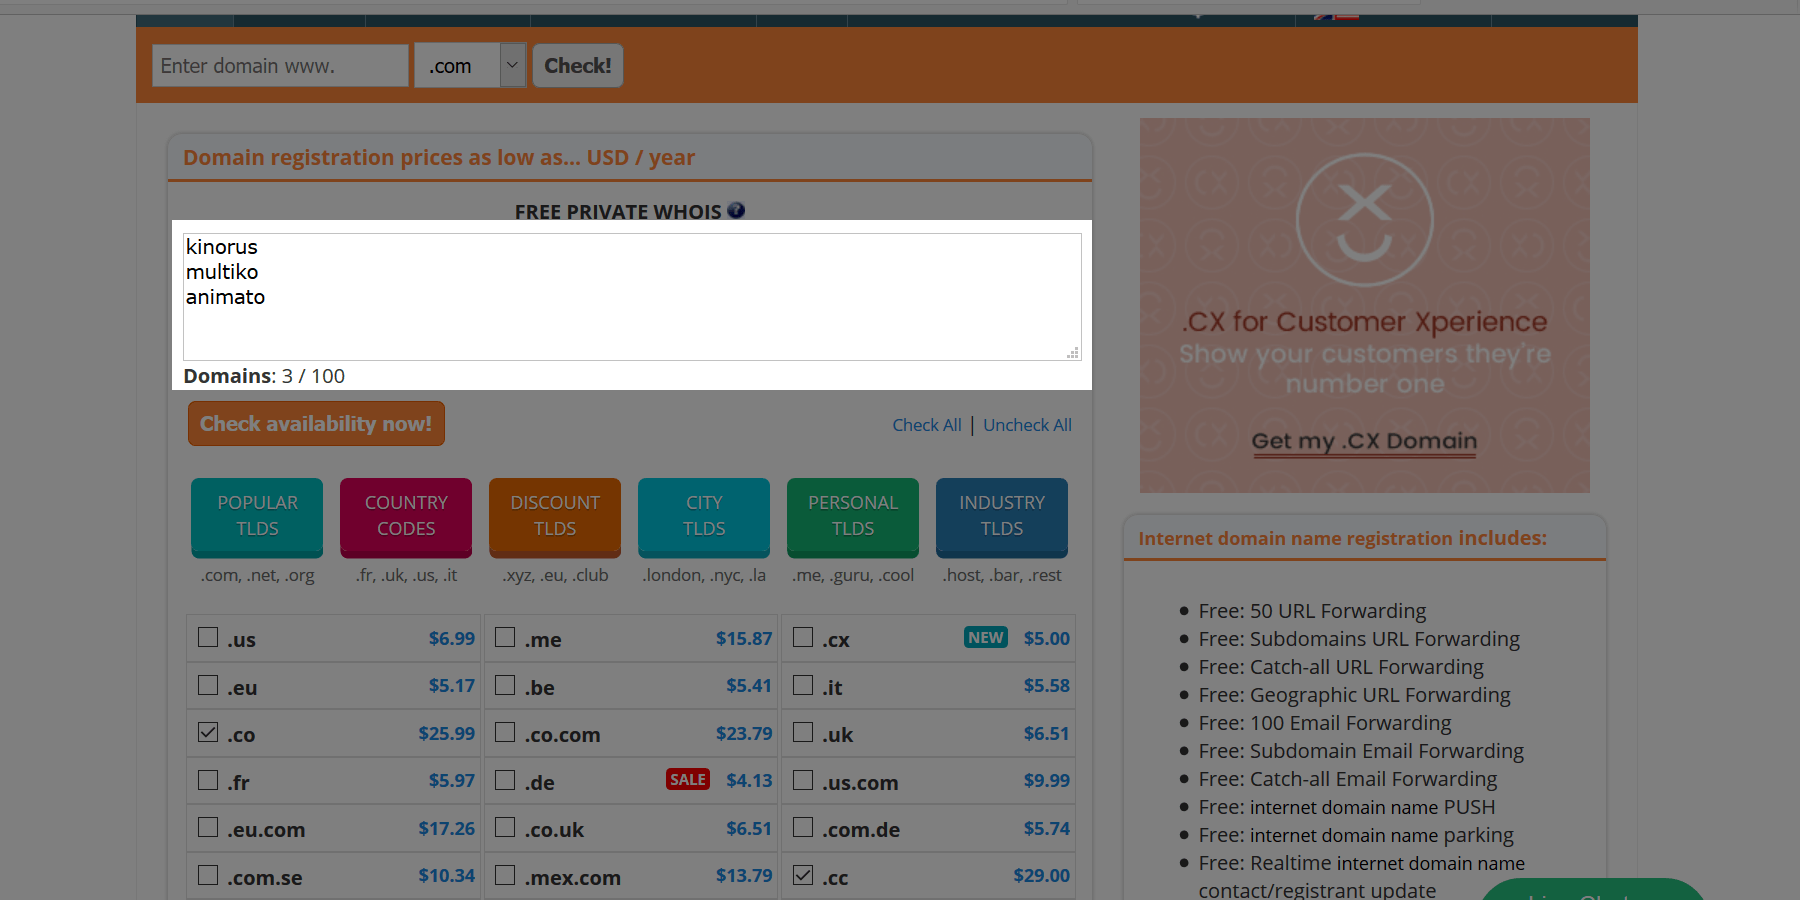 Enter domain www.
.com
Check!
Domain registration prices as low as... USD / year
FREE PRIVATE WHOIS
kinorus
multiko
animato
Domains: 3 / 100
Check availability now!
Check All | Uncheck All
POPULAR TLDS
COUNTRY CODES
DISCOUNT TLDS
CITY TLDS
PERSONAL TLDS
INDUSTRY TLDS
.com, .net, .org
.fr, .uk, .us, .it
.xyz, .eu, .club
.london, .nyc, .la
.me, .guru, .cool
.host, .bar, .rest
.us $6.99
.me $15.87
.cx NEW $5.00
.eu $5.17
.be $5.41
.it $5.58
.co $25.99
.co.com $23.79
.uk $6.51
.fr $5.97
.de SALE $4.13
.us.com $9.99
.eu.com $17.26
.co.uk $6.51
.com.de $5.74
.com.se $10.34
.mex.com $13.79
.cc $29.00
.CX for Customer Xperience
Show your customers they're
number one
Get my .CX Domain
Internet domain name registration includes:
Free: 50 URL Forwarding
Free: Subdomains URL Forwarding
Free: Catch-all URL Forwarding
Free: Geographic URL Forwarding
Free: 100 Email Forwarding
Free: Subdomain Email Forwarding
Free: Catch-all Email Forwarding
Free: internet domain name PUSH
Free: internet domain name parking
Free: Realtime internet domain name
contact/registrant update